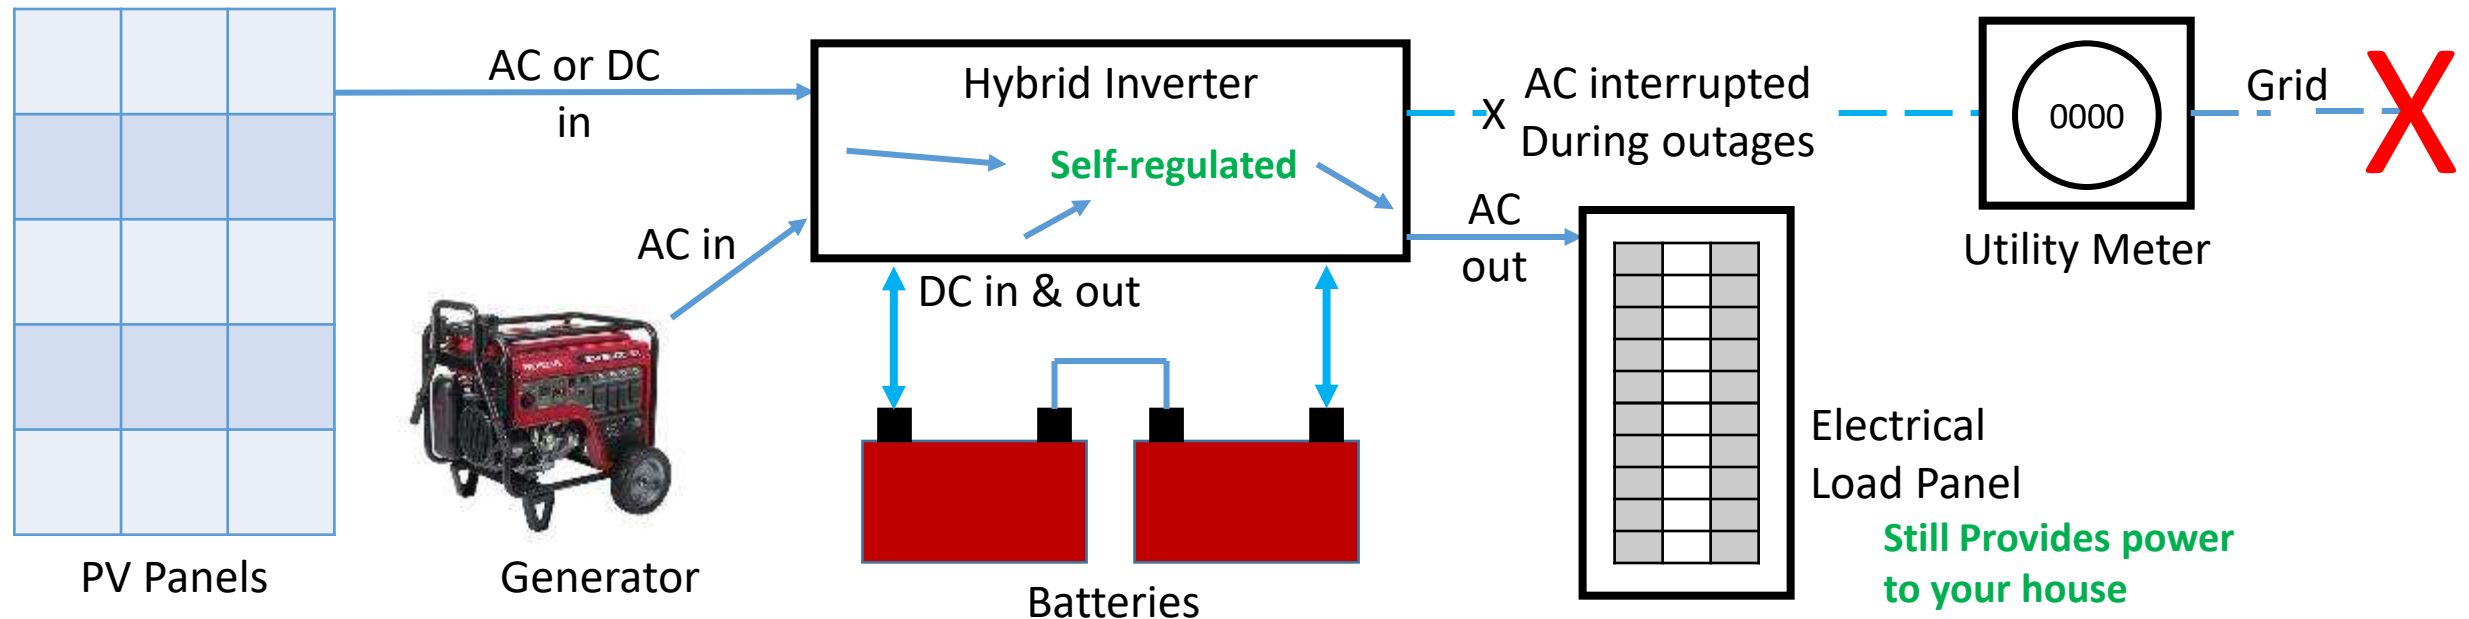 AC or DC
in
Hybrid Inverter
Self-regulated
X
AC interrupted
During outages
0000
Grid
X
Utility Meter
AC in
AC
out
DC in & out
Electrical
Load Panel
Still Provides power
to your house
PV Panels
Generator
Batteries